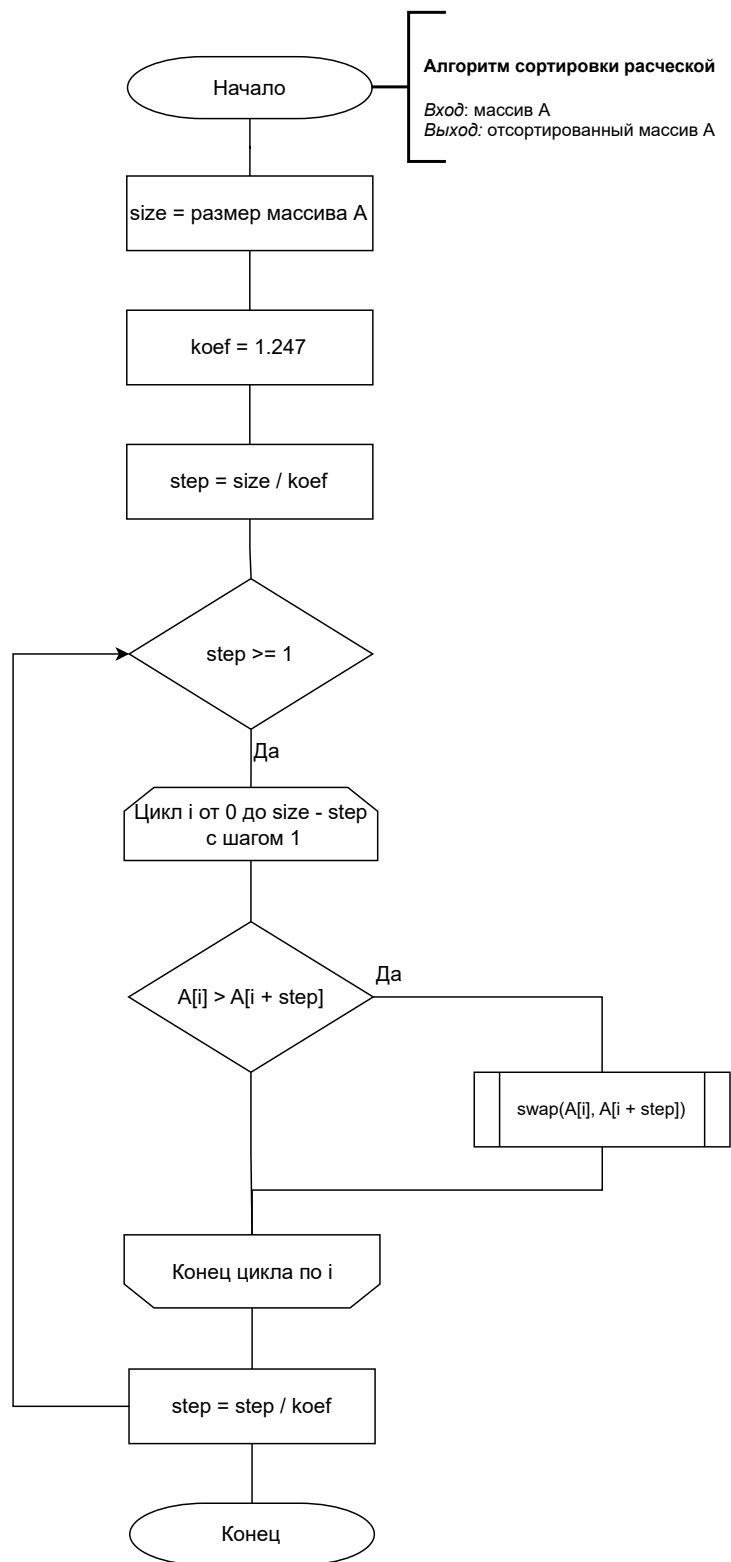 Начало
Алгоритм сортировки расческой
Вход: массив A
Выход: отсортированный массив A
size = размер массива A
koef = 1.247
step = size / koef
step >= 1
Да
Цикл i от 0 до size - step
с шагом 1
A[i] > A[i + step]
Да
swap(A[i], A[i + step])
Конец цикла по i
step = step / koef
Конец